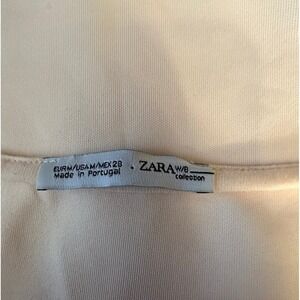 EUR M/USA M/MEX 28
Made in Portugal
ZARA W/B
collection